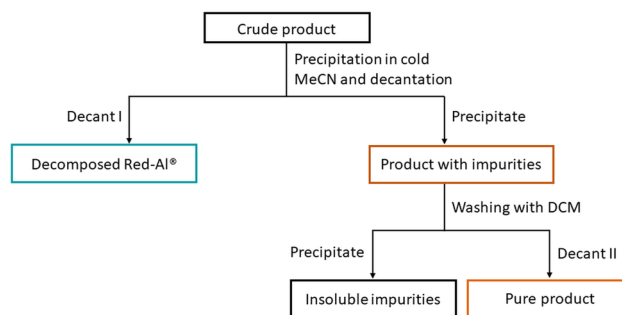 Crude product
Precipitation in cold
MeCN and decantation
Decant I
Precipitate
Decomposed Red-Al®
Product with impurities
Washing with DCM
Precipitate
Decant II
Insoluble impurities
Pure product